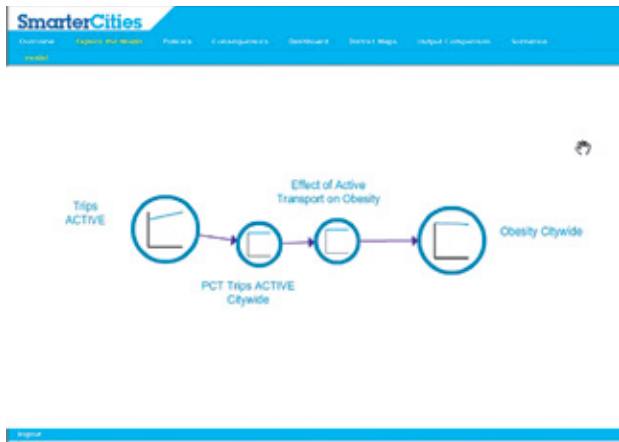 SmarterCities
Overview Explore the Model Policies Consequences Dashboard District Maps Output Comparison Scenarios
model
Effect of Active
Transport on Obesity
Trips
ACTIVE
Obesity Citywide
PCT Trips ACTIVE
Citywide
logout